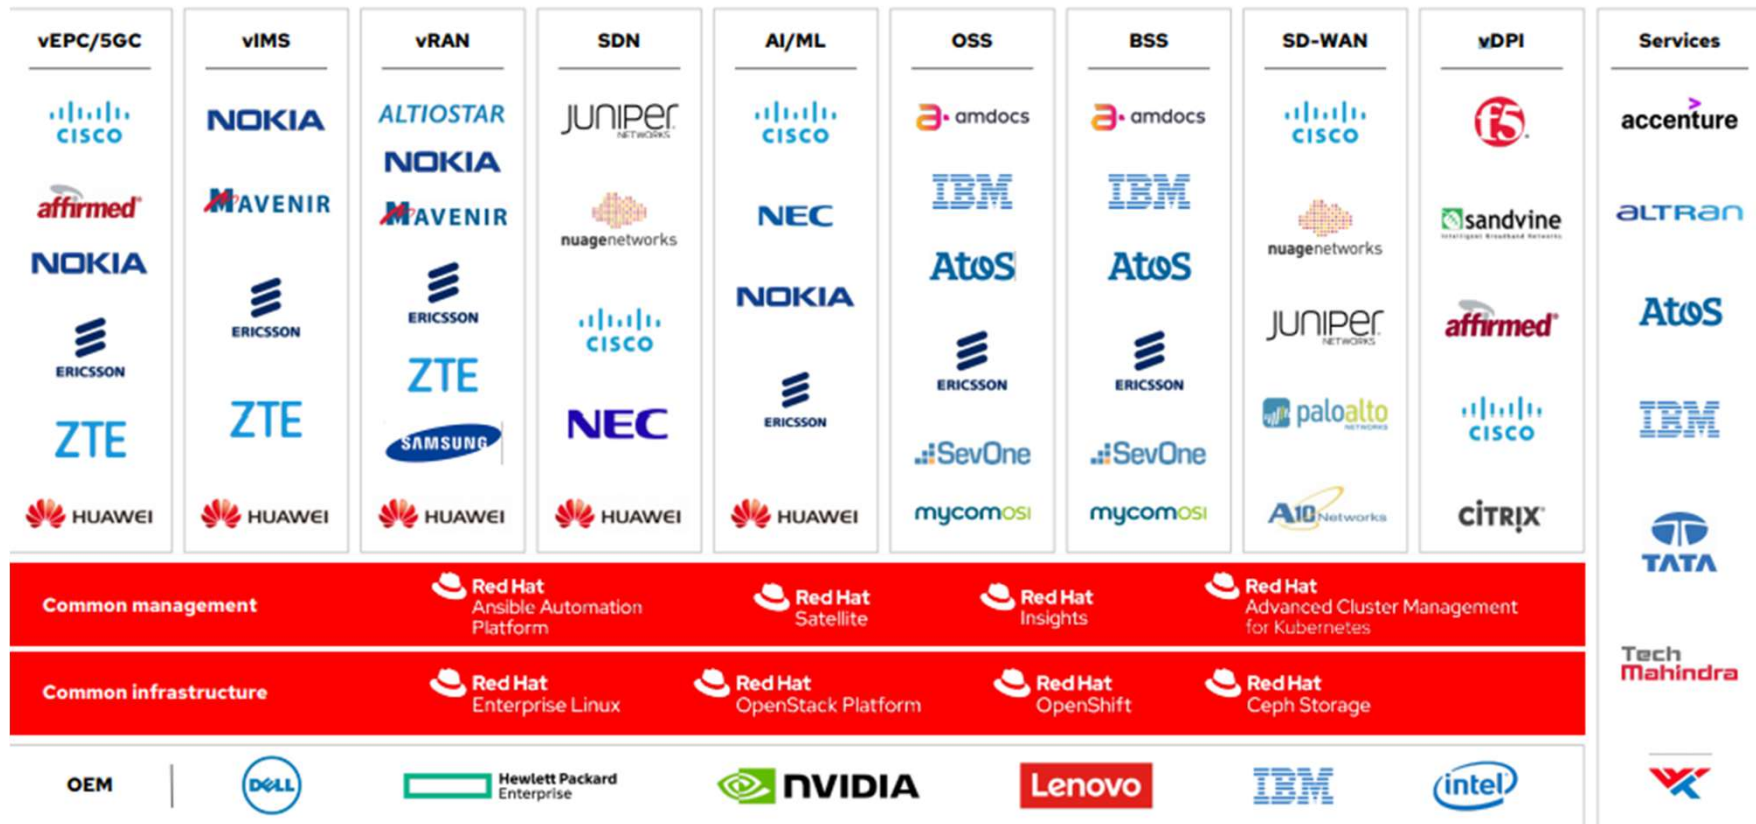 vEPC/5GC
CISCO
affirmed
NOKIA
ERICSSON
ZTE
HUAWEI
vIMS
NOKIA
MAVENIR
ERICSSON
ZTE
HUAWEI
vRAN
ALTIOSTAR
NOKIA
MAVENIR
ERICSSON
ZTE
SAMSUNG
HUAWEI
SDN
JUNIPER
NETWORKS
nuagenetworks
CISCO
NEC
HUAWEI
AI/ML
CISCO
NEC
NOKIA
ERICSSON
HUAWEI
OSS
a amdocs
IBM
Atos
ERICSSON
SevOne
mycomosi
BSS
a amdocs
IBM
Atos
ERICSSON
SevOne
mycomosi
SD-WAN
CISCO
nuagenetworks
JUNIPER
NETWORKS
paloalto
NETWORKS
A10 Networks
vDPI
f5
sandvine
Intelligent Broadband Networks
affirmed
CISCO
CITRIX
Services
accenture
ALTRAN
Atos
IBM
TATA
Tech
Mahindra
Common management
Red Hat
Ansible Automation
Platform
Red Hat
Satellite
Red Hat
Insights
Red Hat
Advanced Cluster Management
for Kubernetes
Common infrastructure
Red Hat
Enterprise Linux
Red Hat
OpenStack Platform
Red Hat
OpenShift
Red Hat
Ceph Storage
OEM
DELL
Hewlett Packard
Enterprise
NVIDIA
Lenovo
IBM
intel